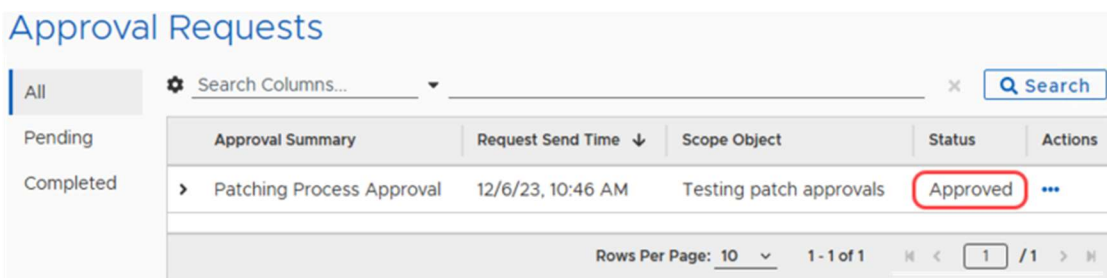 Approval Requests
All
Pending
Completed
Search Columns...
Search
Approval Summary Request Send Time ↓ Scope Object Status Actions
Patching Process Approval 12/6/23, 10:46 AM Testing patch approvals Approved •••
Rows Per Page: 10 1 - 1 of 1 1 / 1